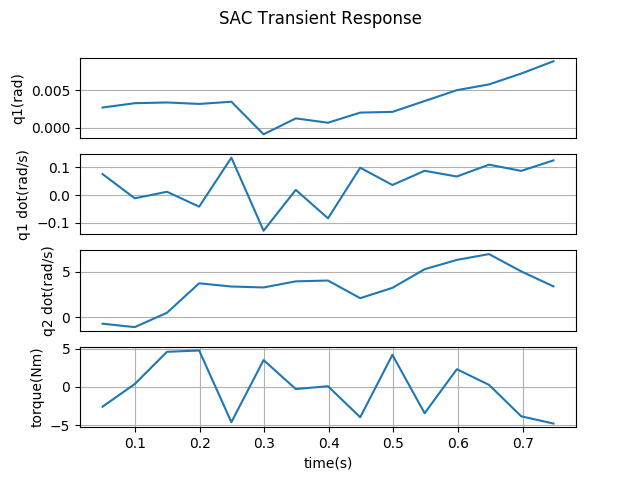 SAC Transient Response
q1(rad)
0.005
0.000
q1 dot(rad/s)
0.1
0.0
−0.1
q2 dot(rad/s)
5
0
torque(Nm)
5
0
−5
0.1 0.2 0.3 0.4 0.5 0.6 0.7
time(s)